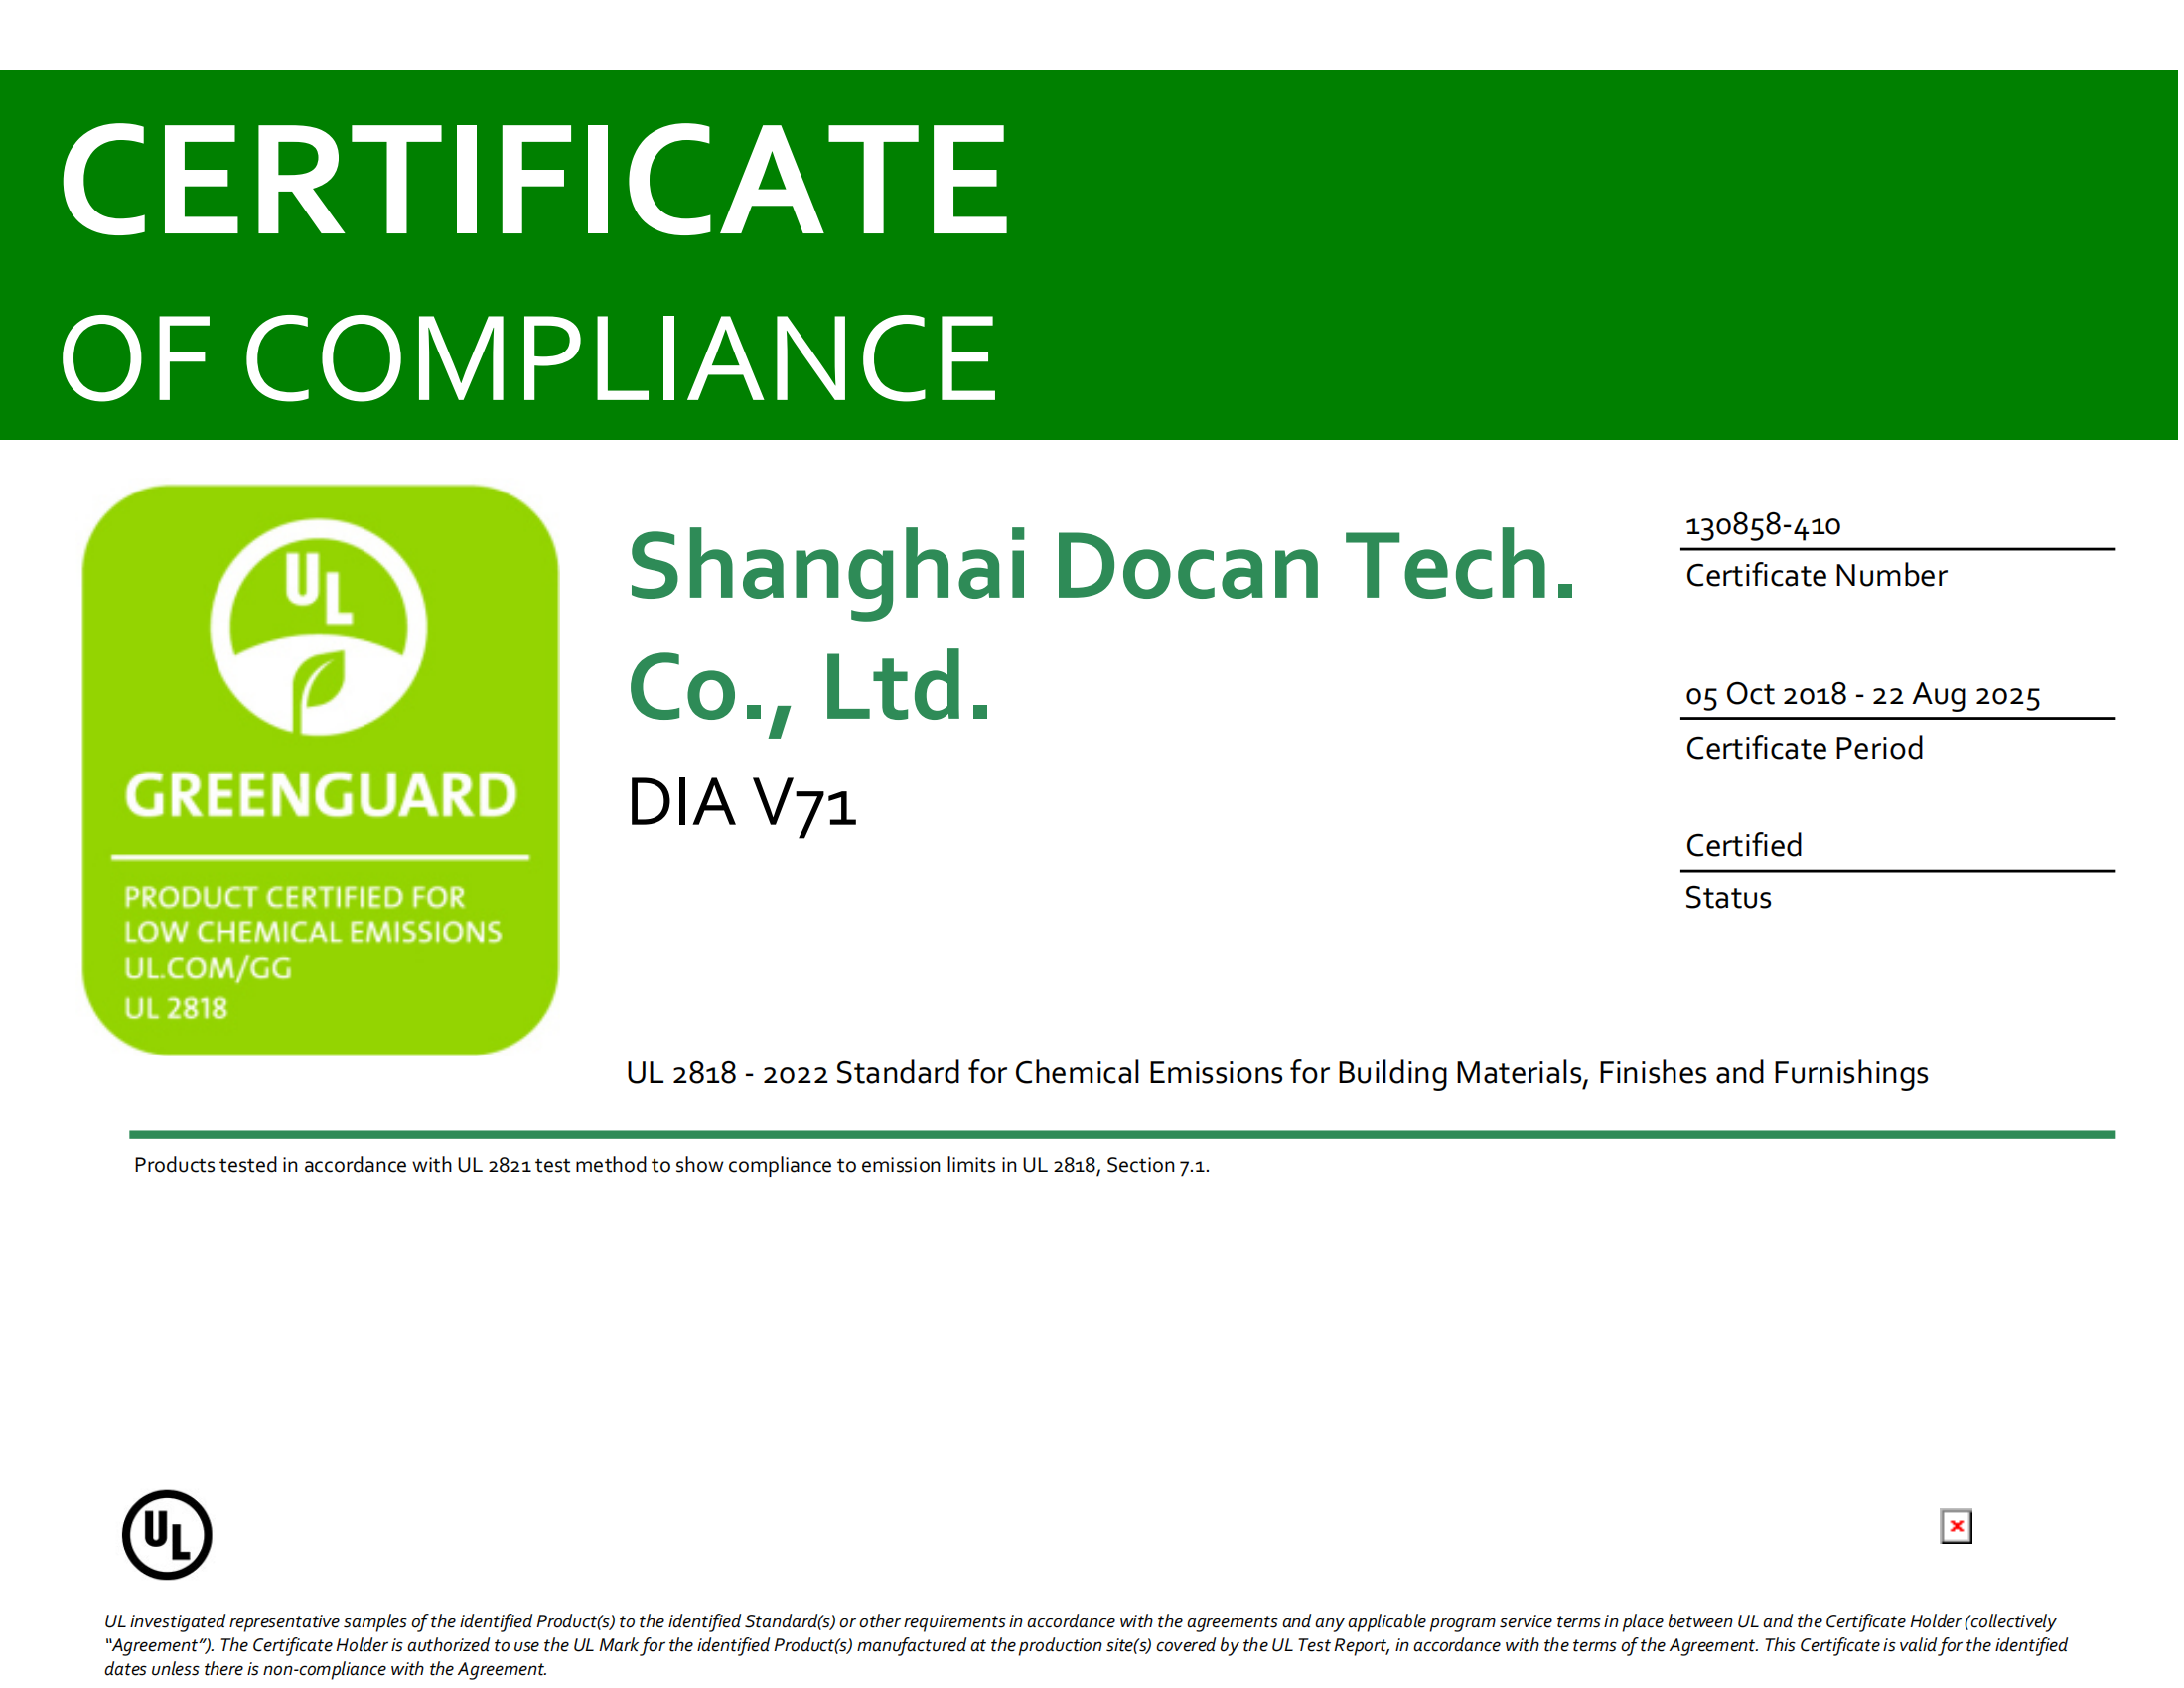 CERTIFICATE
OF COMPLIANCE
UL
GREENGUARD
PRODUCT CERTIFIED FOR
LOW CHEMICAL EMISSIONS
UL.COM/GG
UL 2818
Shanghai Docan Tech.
Co., Ltd.
DIA V71
130858-410
Certificate Number
05 Oct 2018 - 22 Aug 2025
Certificate Period
Certified
Status
UL 2818 - 2022 Standard for Chemical Emissions for Building Materials, Finishes and Furnishings
Products tested in accordance with UL 2821 test method to show compliance to emission limits in UL 2818, Section 7.1.
UL
UL investigated representative samples of the identified Product(s) to the identified Standard(s) or other requirements in accordance with the agreements and any applicable program service terms in place between UL and the Certificate Holder (collectively
“Agreement”). The Certificate Holder is authorized to use the UL Mark for the identified Product(s) manufactured at the production site(s) covered by the UL Test Report, in accordance with the terms of the Agreement. This Certificate is valid for the identified
dates unless there is non-compliance with the Agreement.